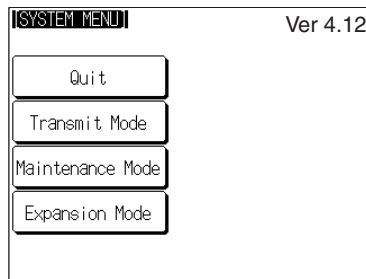 [SYSTEM MENU]
Ver 4.12
Quit
Transmit Mode
Maintenance Mode
Expansion Mode